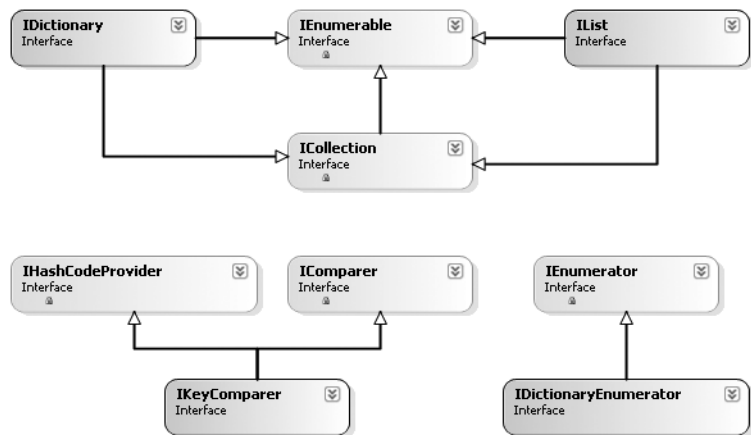 IDictionary
Interface
IEnumerable
Interface
IList
Interface
ICollection
Interface
IHashCodeProvider
Interface
IComparer
Interface
IEnumerator
Interface
IKeyComparer
Interface
IDictionaryEnumerator
Interface